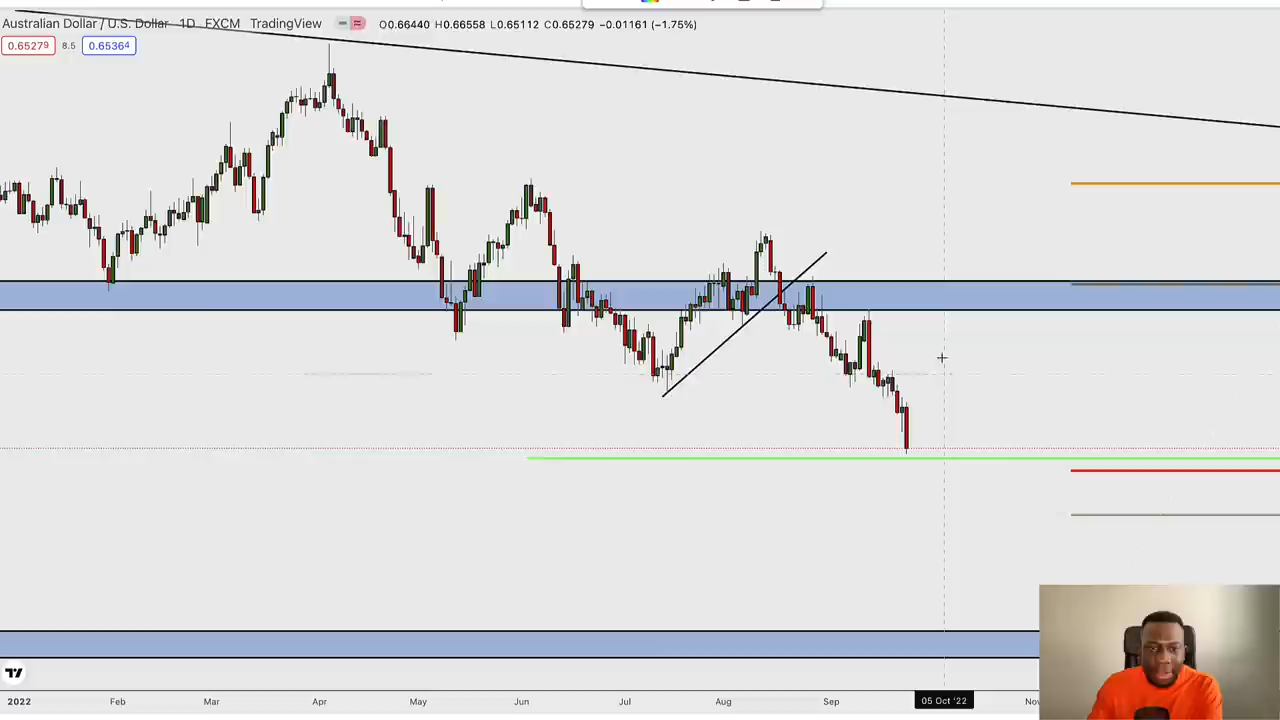 Australian Dollar / U.S. Dollar · 1D · FXCM TradingView O0.66440 H0.66558 L0.65112 C0.65279 −0.01161 (−1.75%)
0.65279 8.5 0.65364
2022 Feb Mar Apr May Jun Jul Aug Sep 05 Oct '22 Nov